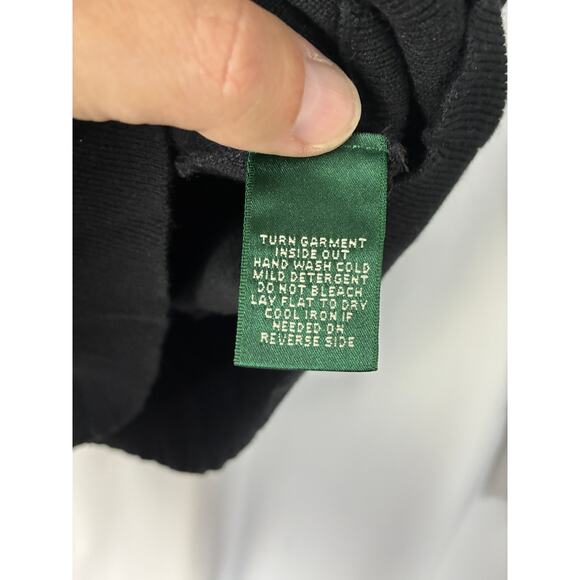 TURN GARMENT
INSIDE OUT
HAND WASH COLD
MILD DETERGENT
DO NOT BLEACH
LAY FLAT TO DRY
COOL IRON IF
NEEDED ON
REVERSE SIDE